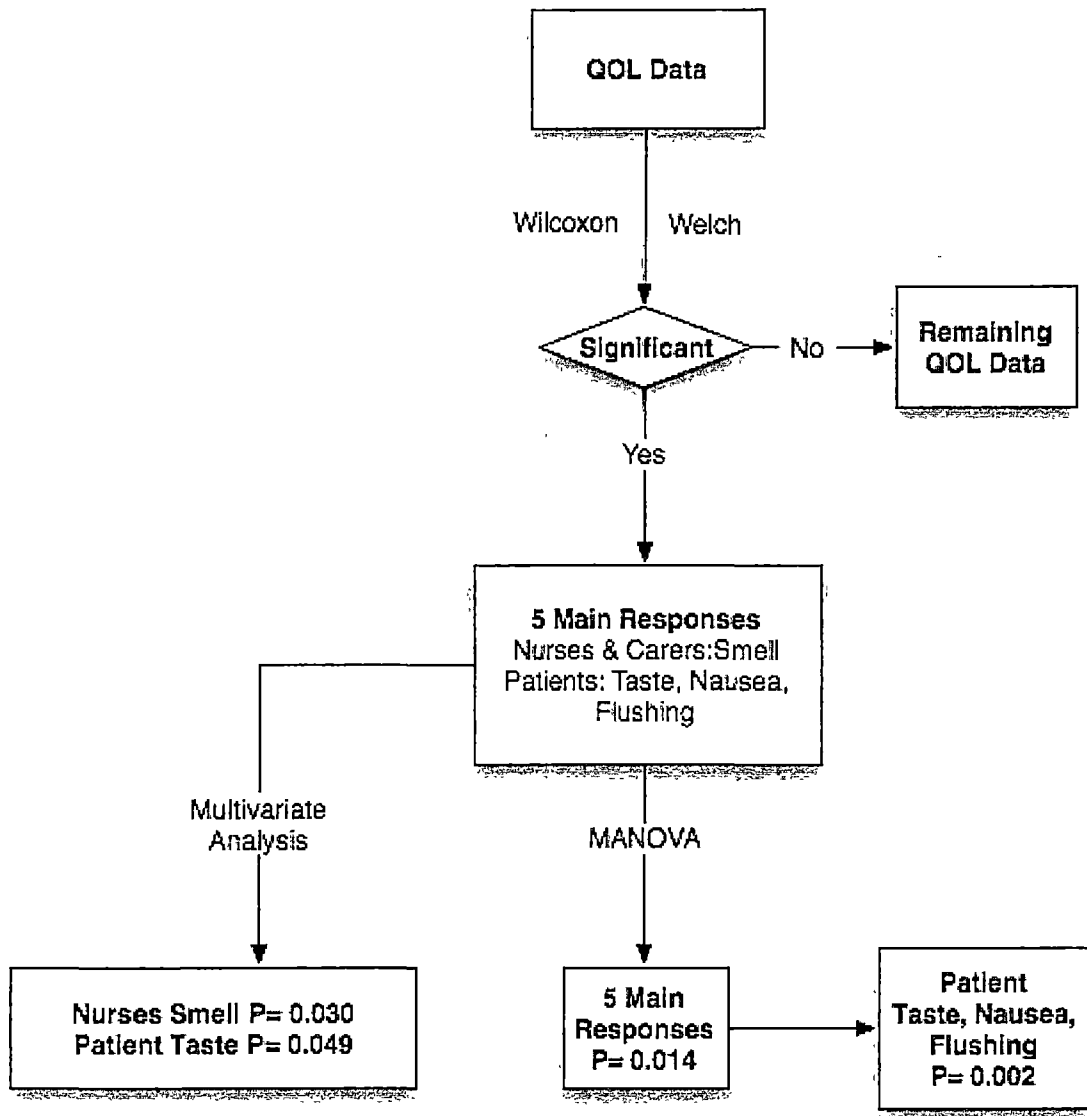 QOL Data
Wilcoxon Welch
Significant
No
Remaining
QOL Data
Yes
5 Main Responses
Nurses & Carers:Smell
Patients: Taste, Nausea,
Flushing
Multivariate
Analysis
MANOVA
Nurses Smell P= 0.030
Patient Taste P= 0.049
5 Main
Responses
P= 0.014
Patient
Taste, Nausea,
Flushing
P= 0.002